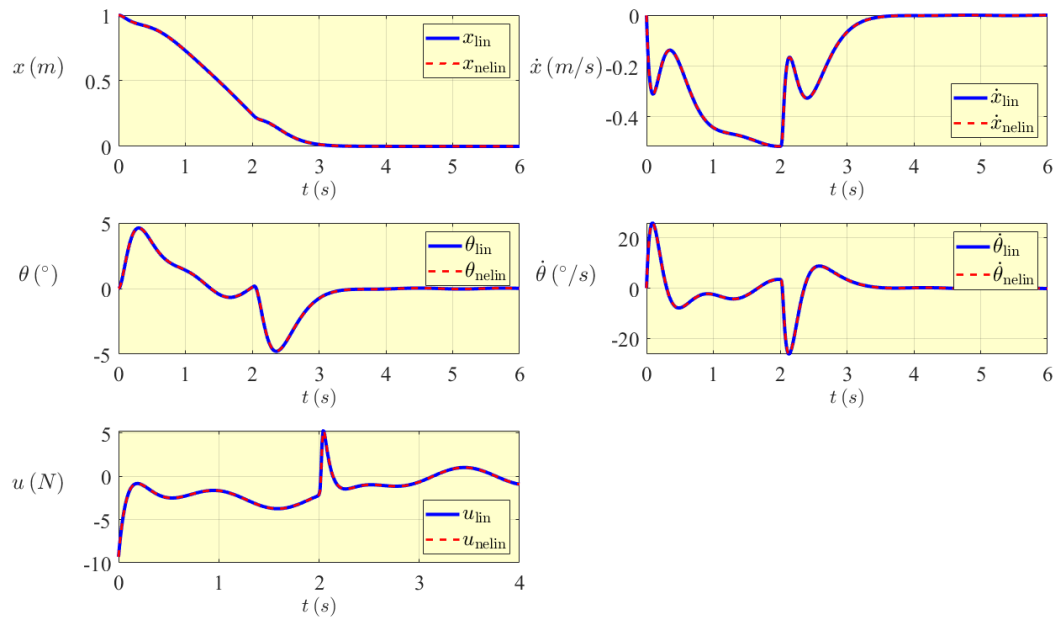 1
0.5
0
x (m)
x_lin
x_nelin
0 1 2 3 4 5 6
t (s)
0
-0.2
-0.4
ẋ (m/s)
ẋ_lin
ẋ_nelin
0 1 2 3 4 5 6
t (s)
5
0
-5
θ (°)
θ_lin
θ_nelin
0 1 2 3 4 5 6
t (s)
20
0
-20
θ̇ (°/s)
θ̇_lin
θ̇_nelin
0 1 2 3 4 5 6
t (s)
5
0
-5
-10
u (N)
u_lin
u_nelin
0 1 2 3 4
t (s)